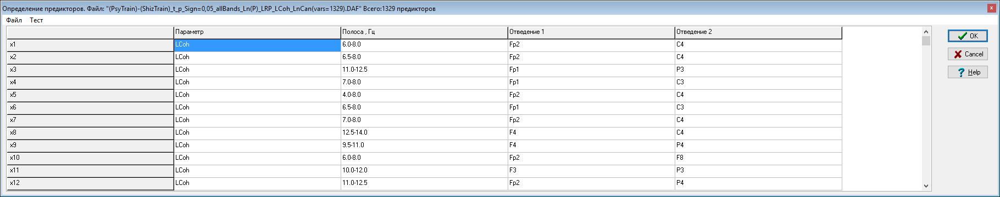 Определение предикторов. Файл: "(PsyTrain)-(ShizTrain)_t_p_Sign=0,05_allBands_Ln(P)_LRP_LCoh_LnCan(vars=1329).DAF" Всего:1329 предикторов
Файл Тест
Параметр Полоса , Гц Отведение 1 Отведение 2
x1 LCoh 6.0-8.0 Fp2 C4
x2 LCoh 6.5-8.0 Fp2 C4
x3 LCoh 11.0-12.5 Fp1 P3
x4 LCoh 7.0-8.0 Fp1 C3
x5 LCoh 4.0-8.0 Fp2 C4
x6 LCoh 6.5-8.0 Fp1 C3
x7 LCoh 7.0-8.0 Fp2 C4
x8 LCoh 12.5-14.0 F4 C4
x9 LCoh 9.5-11.0 F4 P4
x10 LCoh 6.0-8.0 Fp2 F8
x11 LCoh 10.0-12.0 F3 P3
x12 LCoh 11.0-12.5 Fp2 P4
OK
Cancel
Help